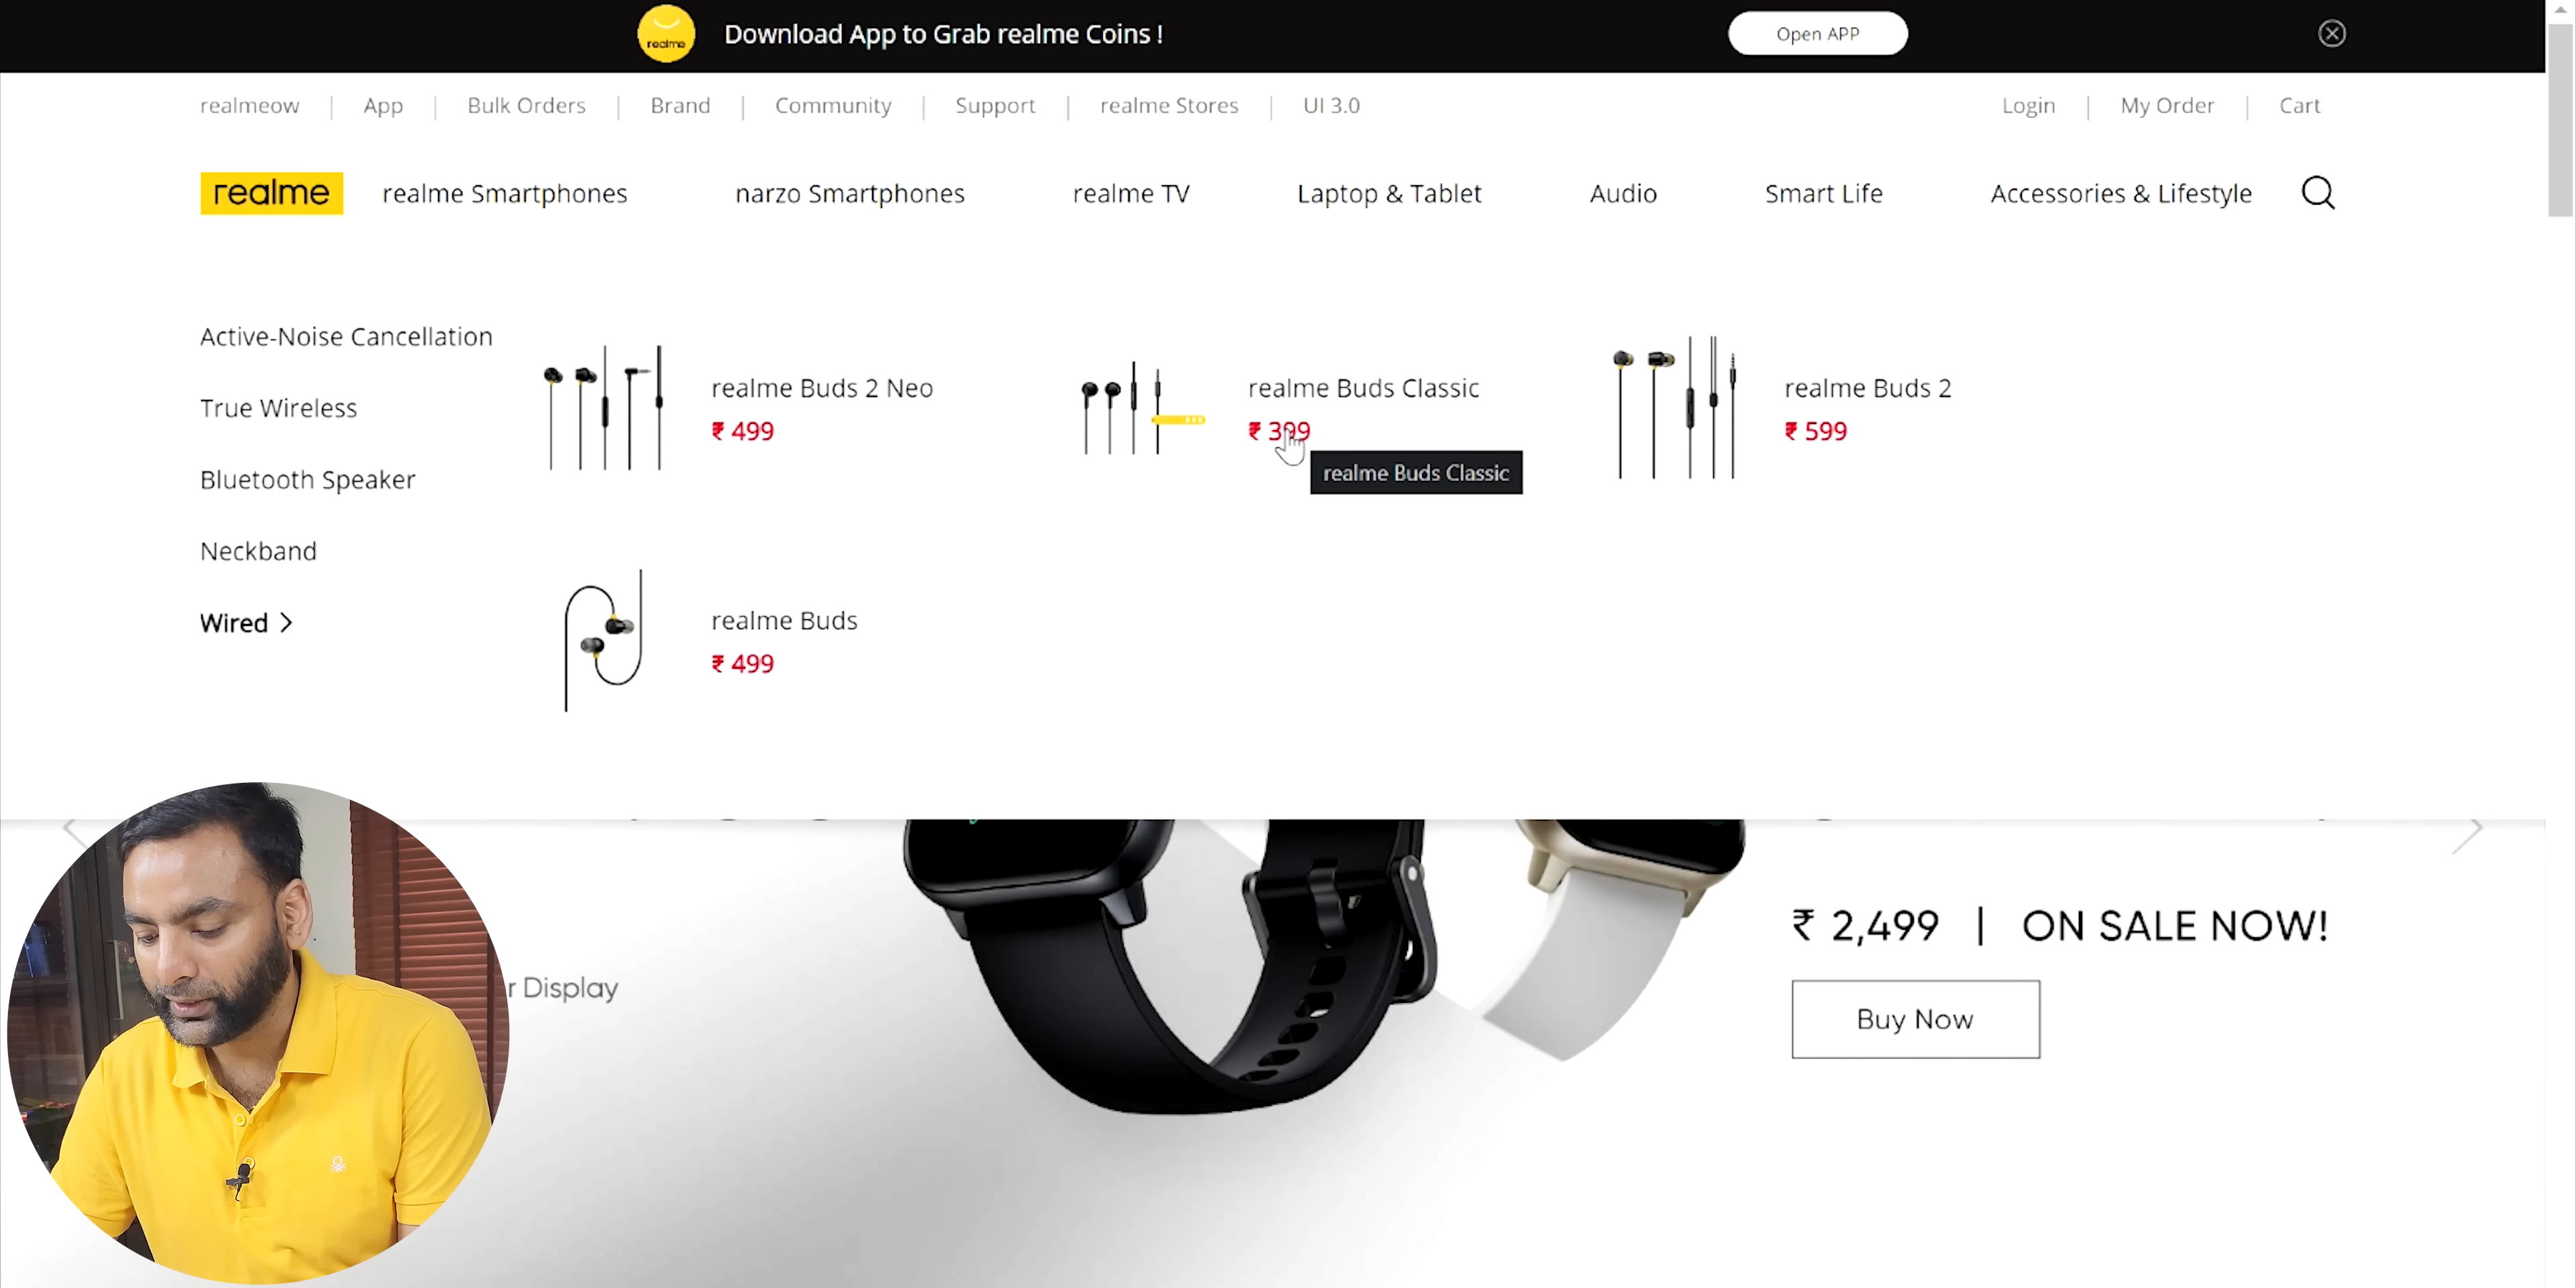 realme
Download App to Grab realme Coins !
Open APP
realmeow | App | Bulk Orders | Brand | Community | Support | realme Stores | UI 3.0
Login | My Order | Cart
realme
realme Smartphones
narzo Smartphones
realme TV
Laptop & Tablet
Audio
Smart Life
Accessories & Lifestyle
Active-Noise Cancellation
True Wireless
Bluetooth Speaker
Neckband
Wired >
realme Buds 2 Neo
₹ 499
realme Buds Classic
₹ 399
realme Buds Classic
realme Buds 2
₹ 599
realme Buds
₹ 499
r Display
₹ 2,499 | ON SALE NOW!
Buy Now